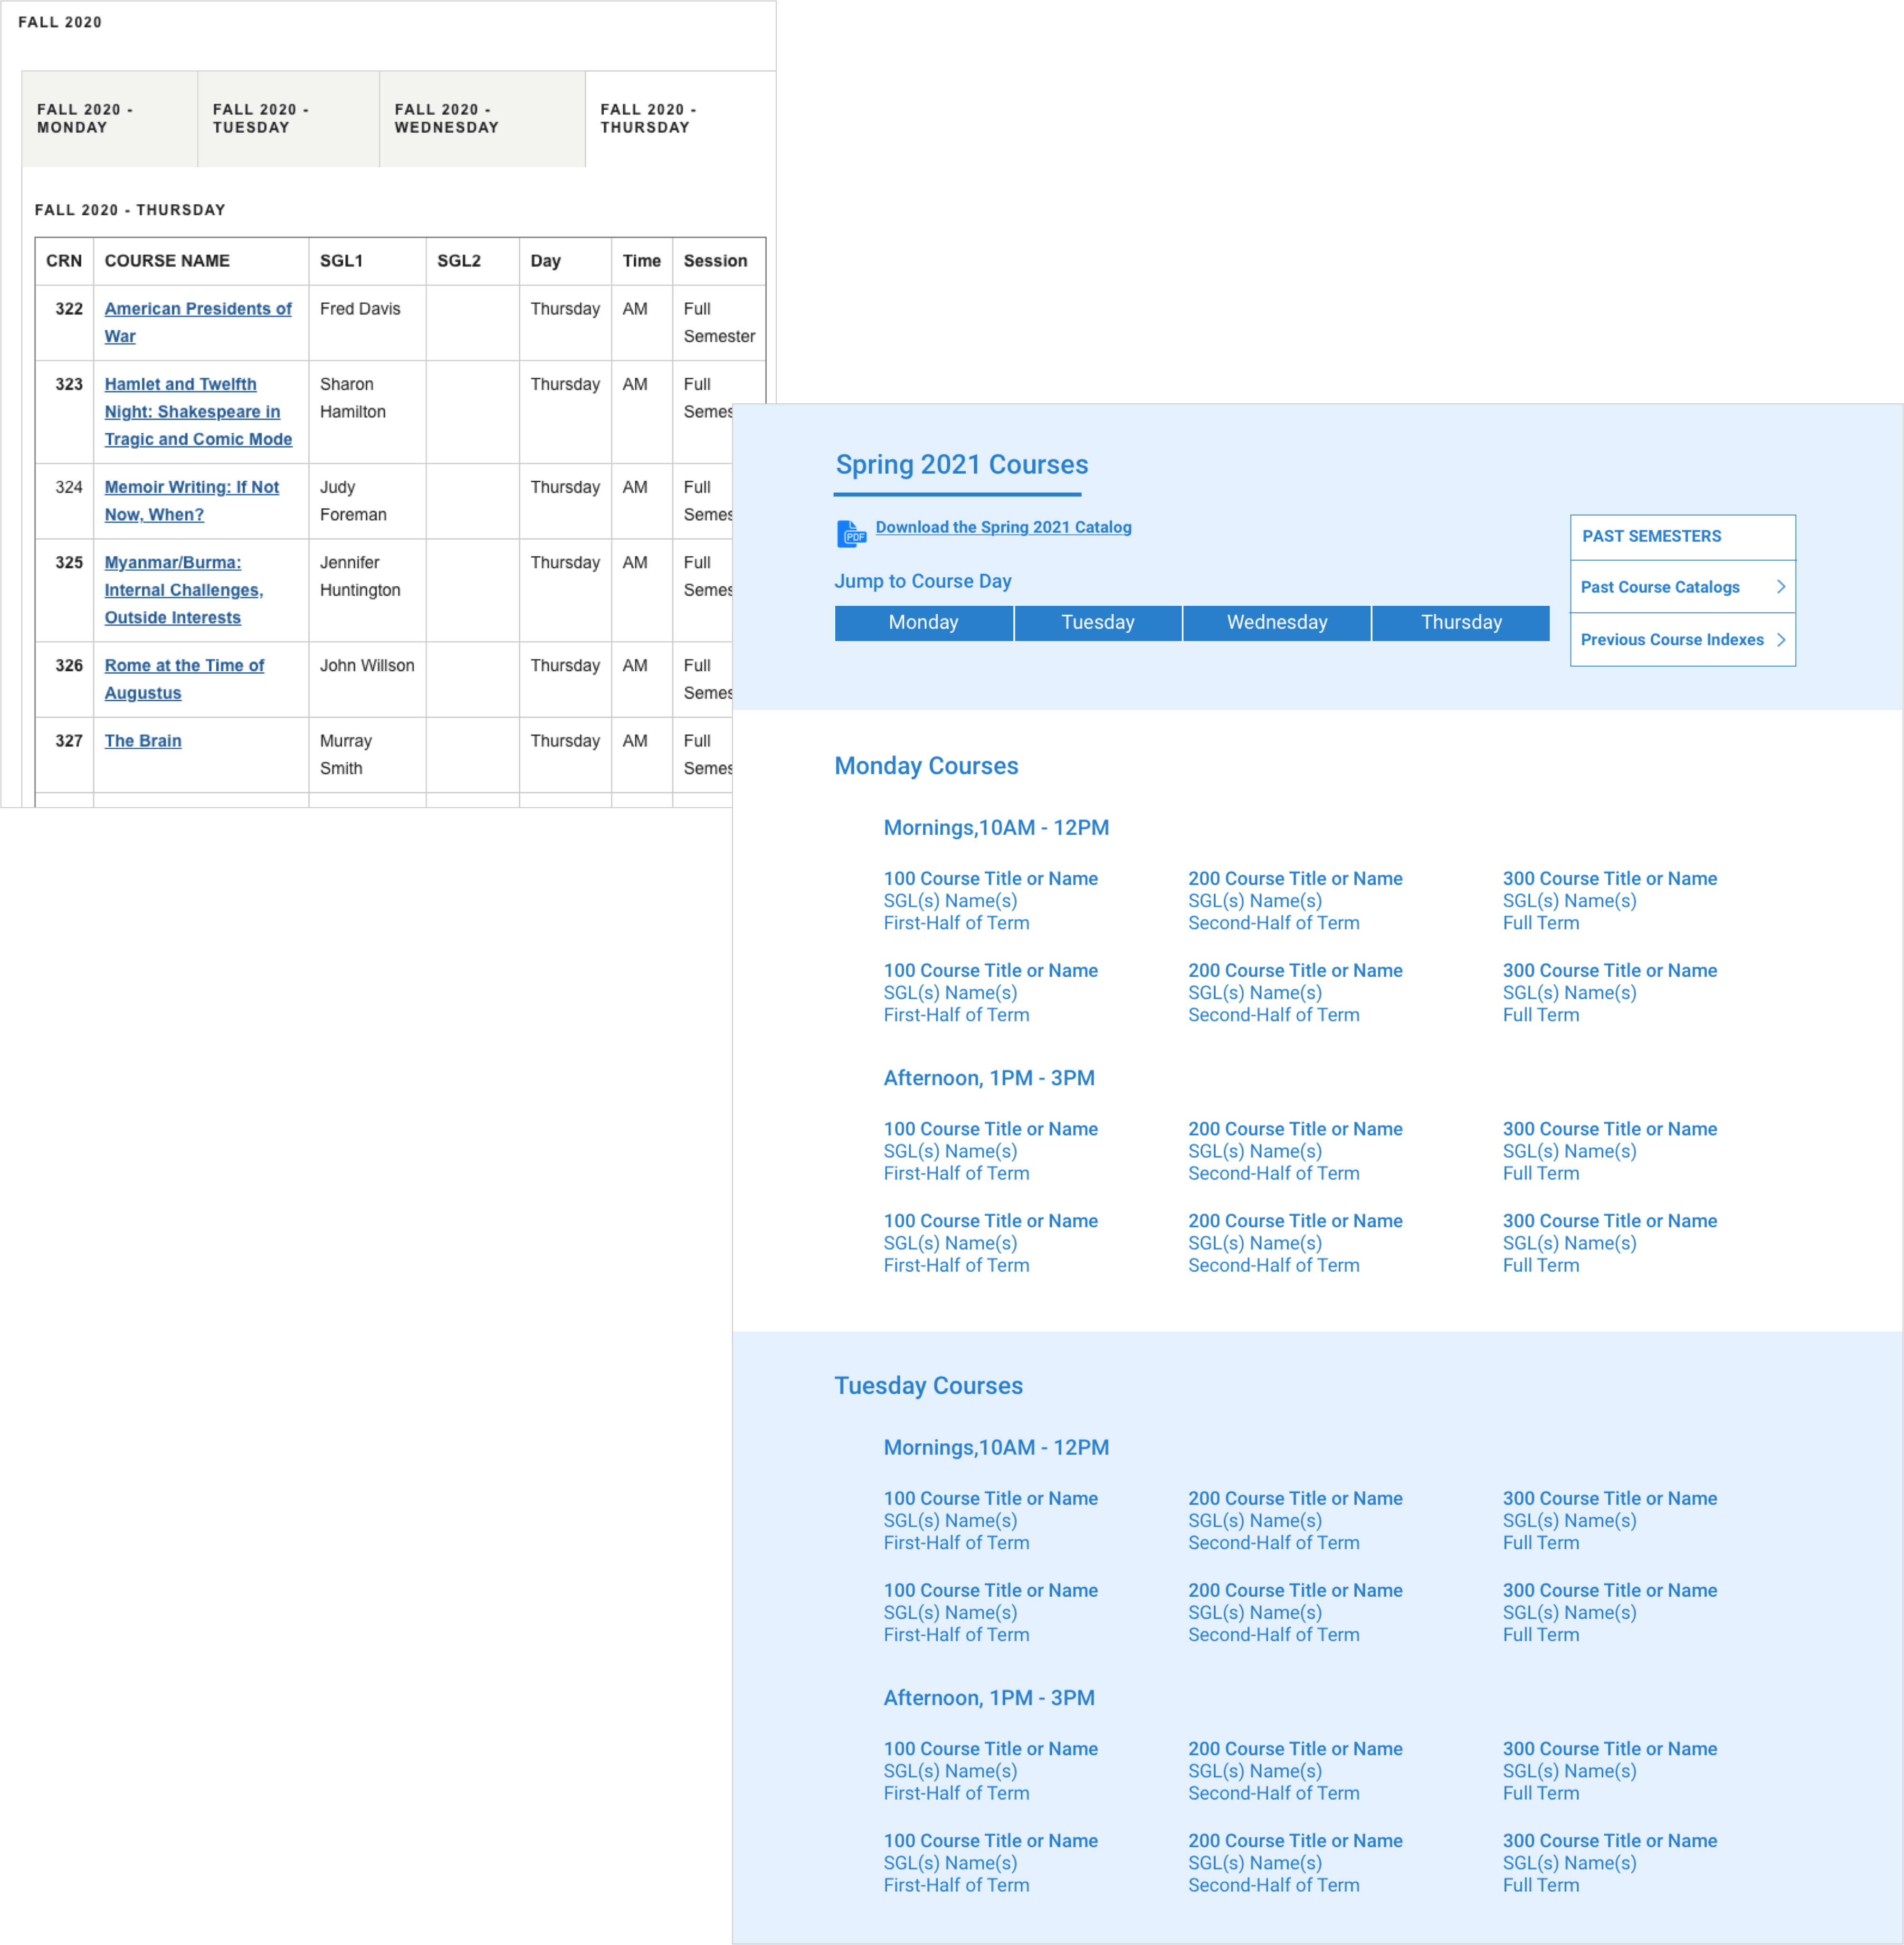 FALL 2020
FALL 2020 - MONDAY
FALL 2020 - TUESDAY
FALL 2020 - WEDNESDAY
FALL 2020 - THURSDAY
FALL 2020 - THURSDAY
CRN COURSE NAME SGL1 SGL2 Day Time Session
322 American Presidents of War Fred Davis Thursday AM Full Semester
323 Hamlet and Twelfth Night: Shakespeare in Tragic and Comic Mode Sharon Hamilton Thursday AM Full Semes
324 Memoir Writing: If Not Now, When? Judy Foreman Thursday AM Full Semes
325 Myanmar/Burma: Internal Challenges, Outside Interests Jennifer Huntington Thursday AM Full Semes
326 Rome at the Time of Augustus John Willson Thursday AM Full Semes
327 The Brain Murray Smith Thursday AM Full Semes
Spring 2021 Courses
PDF Download the Spring 2021 Catalog
Jump to Course Day
Monday Tuesday Wednesday Thursday
PAST SEMESTERS
Past Course Catalogs
Previous Course Indexes
Monday Courses
Mornings,10AM - 12PM
100 Course Title or Name 200 Course Title or Name 300 Course Title or Name
SGL(s) Name(s) SGL(s) Name(s) SGL(s) Name(s)
First-Half of Term Second-Half of Term Full Term
100 Course Title or Name 200 Course Title or Name 300 Course Title or Name
SGL(s) Name(s) SGL(s) Name(s) SGL(s) Name(s)
First-Half of Term Second-Half of Term Full Term
Afternoon, 1PM - 3PM
100 Course Title or Name 200 Course Title or Name 300 Course Title or Name
SGL(s) Name(s) SGL(s) Name(s) SGL(s) Name(s)
First-Half of Term Second-Half of Term Full Term
100 Course Title or Name 200 Course Title or Name 300 Course Title or Name
SGL(s) Name(s) SGL(s) Name(s) SGL(s) Name(s)
First-Half of Term Second-Half of Term Full Term
Tuesday Courses
Mornings,10AM - 12PM
100 Course Title or Name 200 Course Title or Name 300 Course Title or Name
SGL(s) Name(s) SGL(s) Name(s) SGL(s) Name(s)
First-Half of Term Second-Half of Term Full Term
100 Course Title or Name 200 Course Title or Name 300 Course Title or Name
SGL(s) Name(s) SGL(s) Name(s) SGL(s) Name(s)
First-Half of Term Second-Half of Term Full Term
Afternoon, 1PM - 3PM
100 Course Title or Name 200 Course Title or Name 300 Course Title or Name
SGL(s) Name(s) SGL(s) Name(s) SGL(s) Name(s)
First-Half of Term Second-Half of Term Full Term
100 Course Title or Name 200 Course Title or Name 300 Course Title or Name
SGL(s) Name(s) SGL(s) Name(s) SGL(s) Name(s)
First-Half of Term Second-Half of Term Full Term